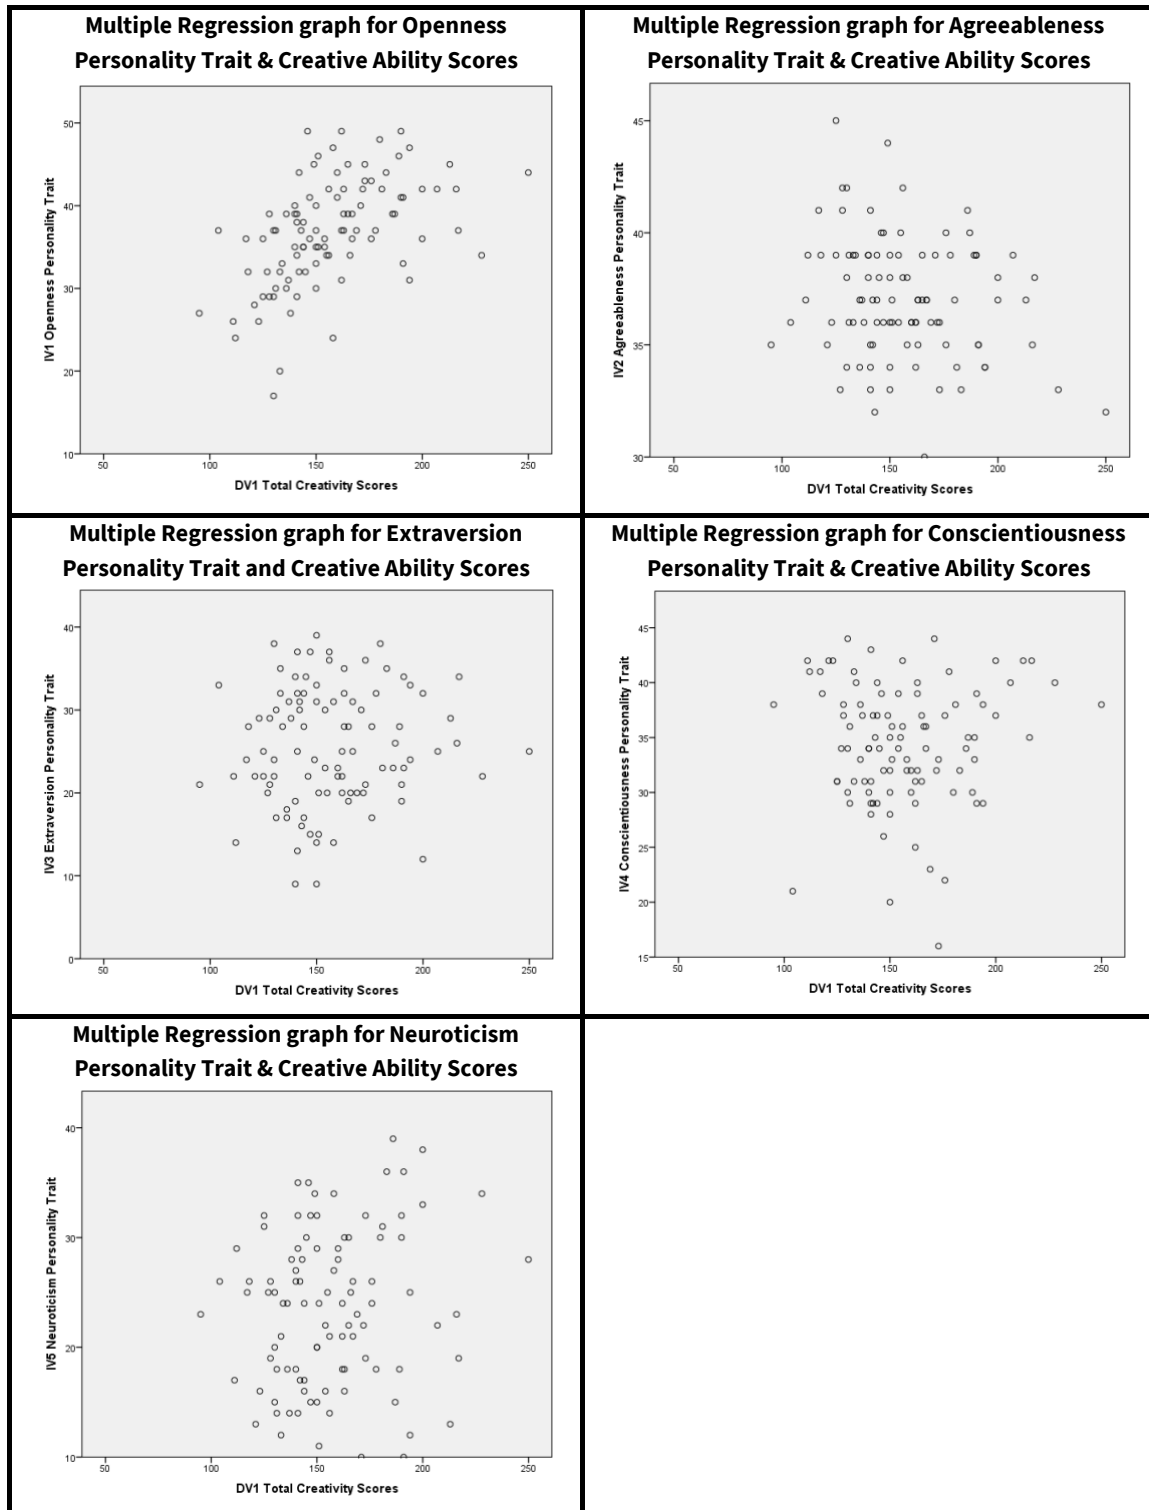 Multiple Regression graph for Openness
Personality Trait & Creative Ability Scores
50
40
30
20
10
IV1 Openness Personality Trait
50
100
150
200
250
DV1 Total Creativity Scores
Multiple Regression graph for Agreeableness
Personality Trait & Creative Ability Scores
45
40
35
30
IV2 Agreeableness Personality Trait
50
100
150
200
250
DV1 Total Creativity Scores
Multiple Regression graph for Extraversion
Personality Trait and Creative Ability Scores
40
30
20
10
0
IV3 Extraversion Personality Trait
50
100
150
200
250
DV1 Total Creativity Scores
Multiple Regression graph for Conscientiousness
Personality Trait & Creative Ability Scores
45
40
35
30
25
20
15
IV4 Conscientiousness Personality Trait
50
100
150
200
250
DV1 Total Creativity Scores
Multiple Regression graph for Neuroticism
Personality Trait & Creative Ability Scores
40
30
20
10
IV5 Neuroticism Personality Trait
50
100
150
200
250
DV1 Total Creativity Scores